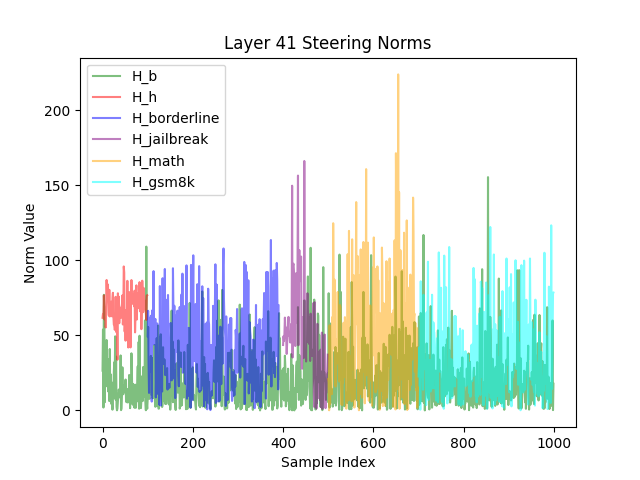 Layer 41 Steering Norms
H_b
H_h
H_borderline
H_jailbreak
H_math
H_gsm8k
Norm Value
200
150
100
50
0
0 200 400 600 800 1000
Sample Index